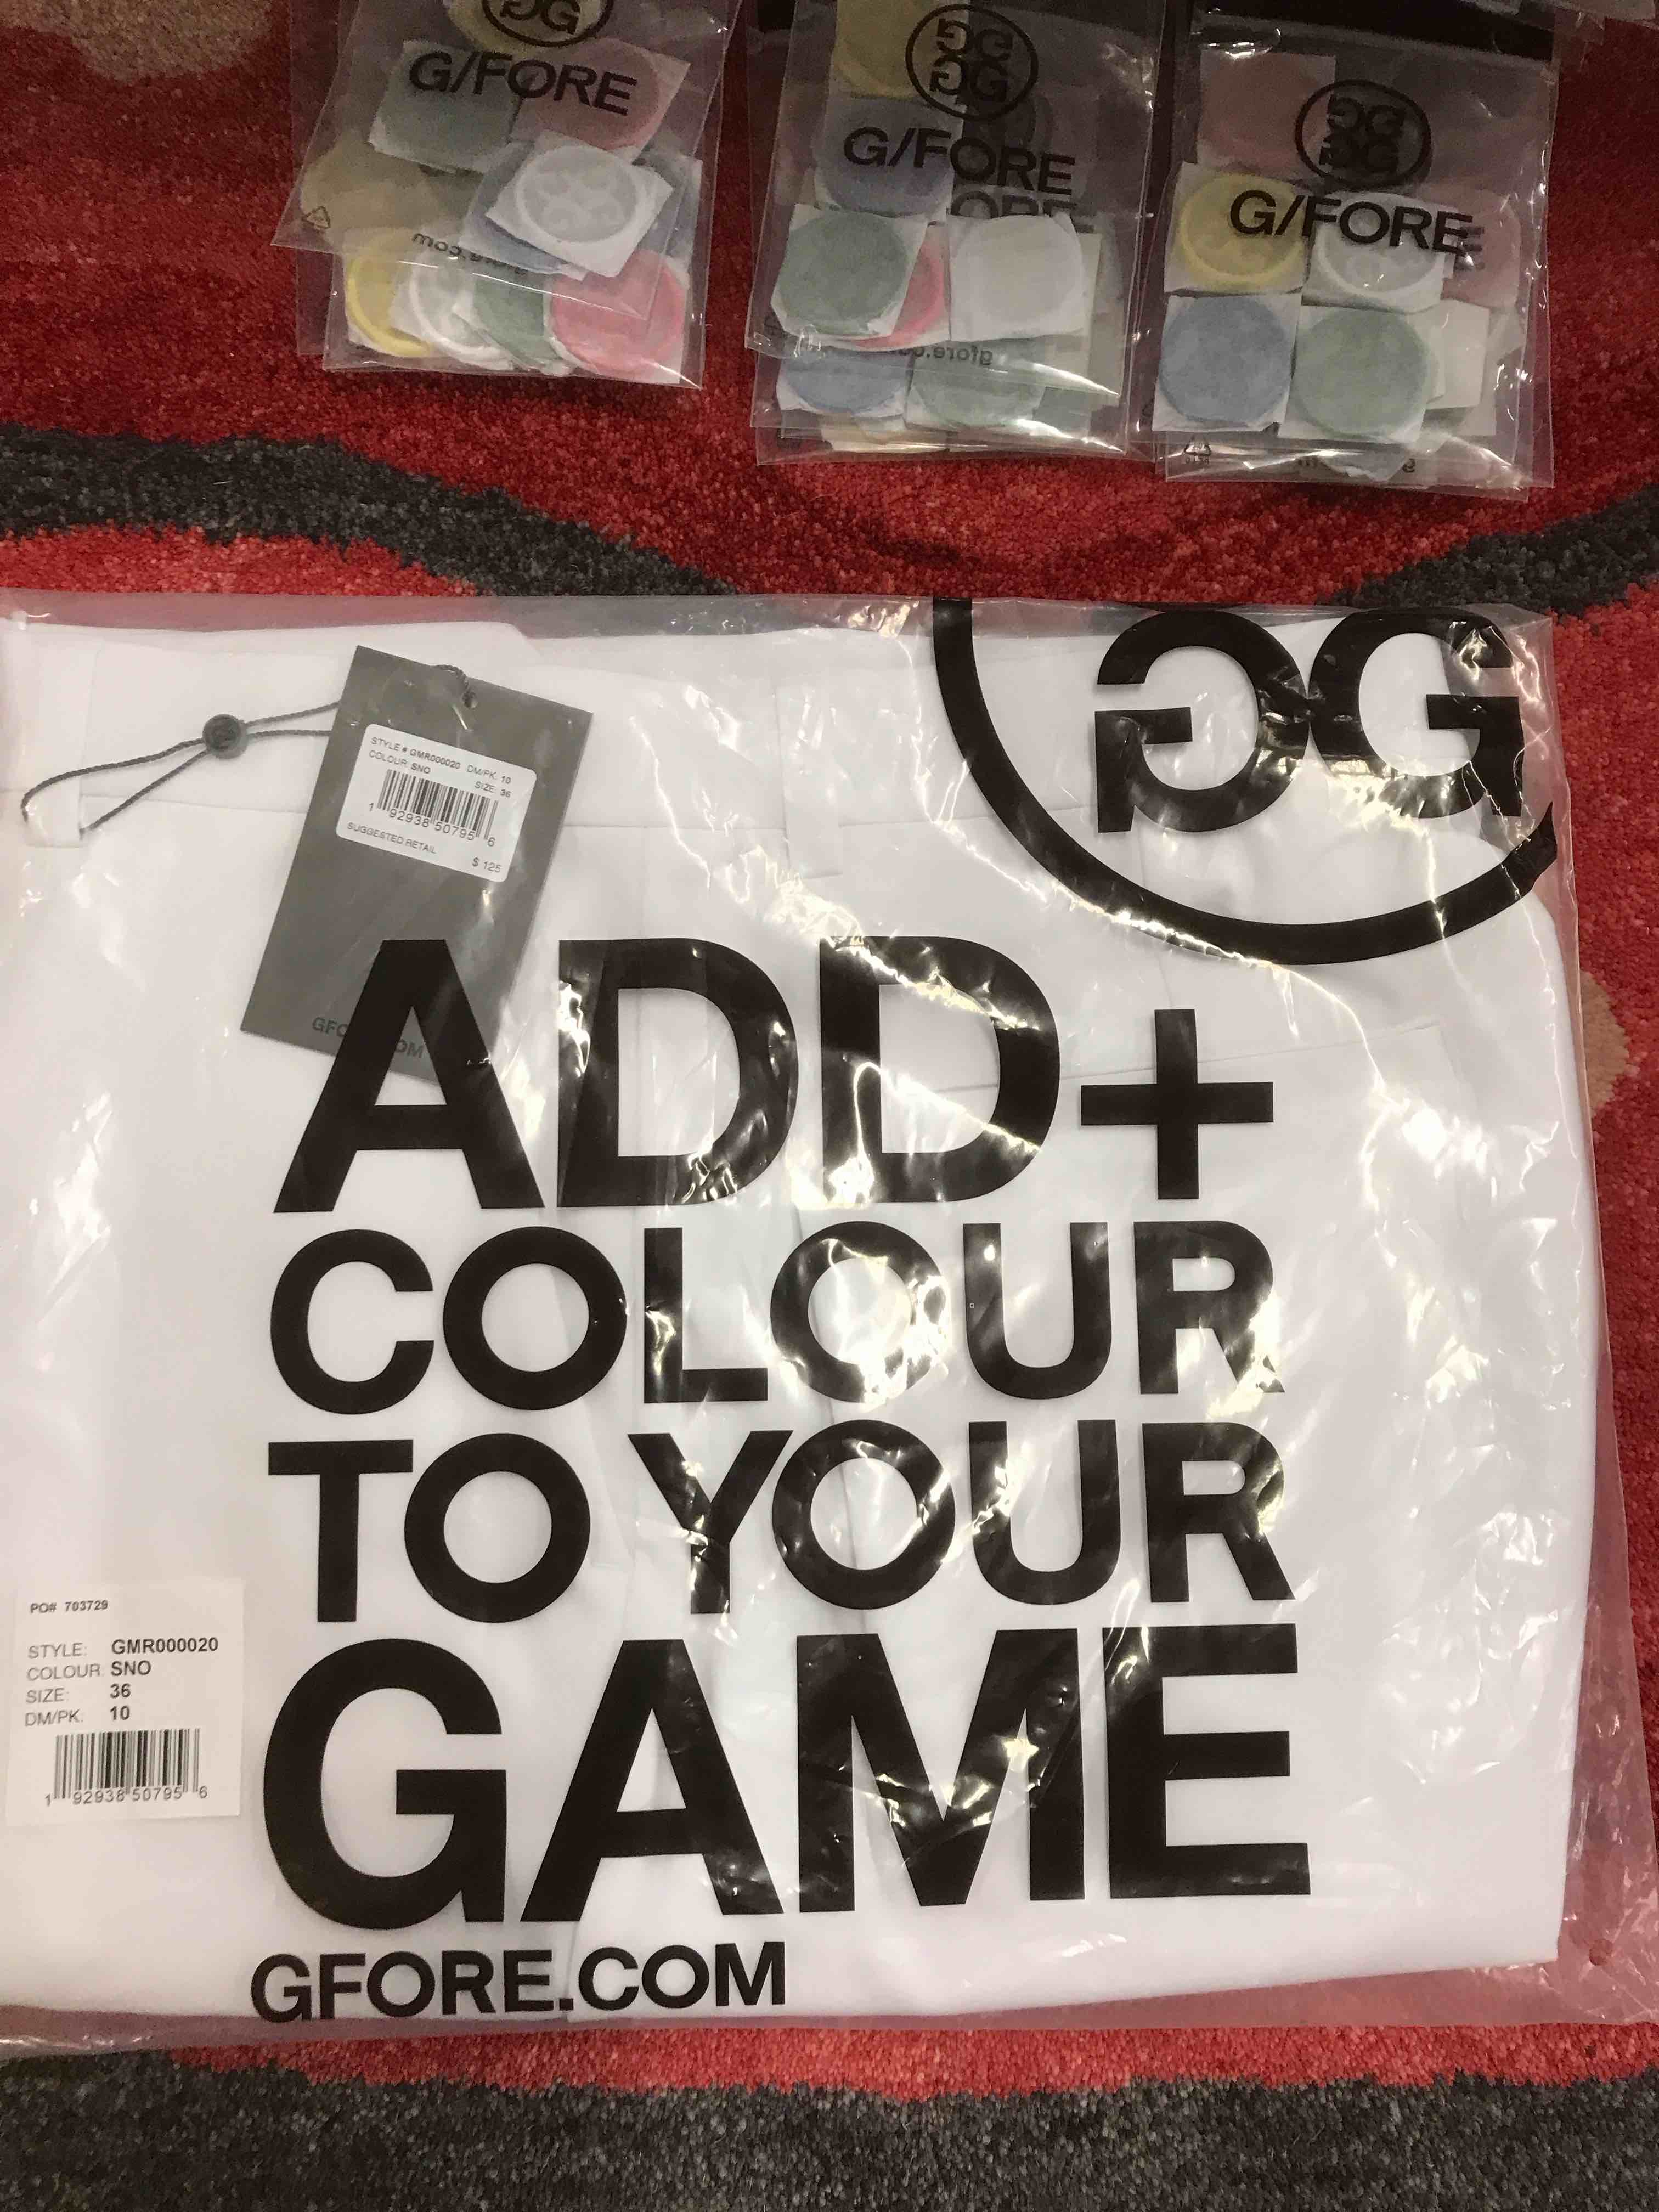 G/FORE
G/FORE
G/FORE
gfore.com
gfore.co
GG
STYLE # GMR000020 DM/PK: 10
COLOUR: SNO SIZE: 36
1 92938 50795 6
SUGGESTED RETAIL $ 125
ADD+
COLOUR
TO YOUR
GAME
GFORE.COM
PO# 703729
STYLE: GMR000020
COLOUR: SNO
SIZE: 36
DM/PK: 10
1 92938 50795 6